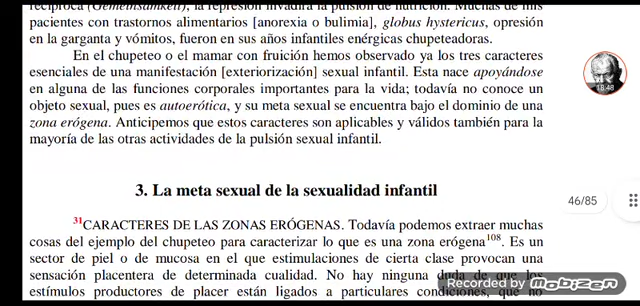 recíproca (Gemeinsamkeit), la represión invadirá la pulsión de nutrición. Muchas de mis
pacientes con trastornos alimentarios [anorexia o bulimia], globus hystericus, opresión
en la garganta y vómitos, fueron en sus años infantiles enérgicas chupeteadoras.
En el chupeteo o el mamar con fruición hemos observado ya los tres caracteres
esenciales de una manifestación [exteriorización] sexual infantil. Esta nace apoyándose
en alguna de las funciones corporales importantes para la vida; todavía no conoce un
objeto sexual, pues es autoerótica, y su meta sexual se encuentra bajo el dominio de una
zona erógena. Anticipemos que estos caracteres son aplicables y válidos también para la
mayoría de las otras actividades de la pulsión sexual infantil.
18:48
3. La meta sexual de la sexualidad infantil
46/85
31CARACTERES DE LAS ZONAS ERÓGENAS. Todavía podemos extraer muchas
cosas del ejemplo del chupeteo para caracterizar lo que es una zona erógena108. Es un
sector de piel o de mucosa en el que estimulaciones de cierta clase provocan una
sensación placentera de determinada cualidad. No hay ninguna duda de que los
estímulos productores de placer están ligados a particulares condiciones, que no
Recorded by Mobizen